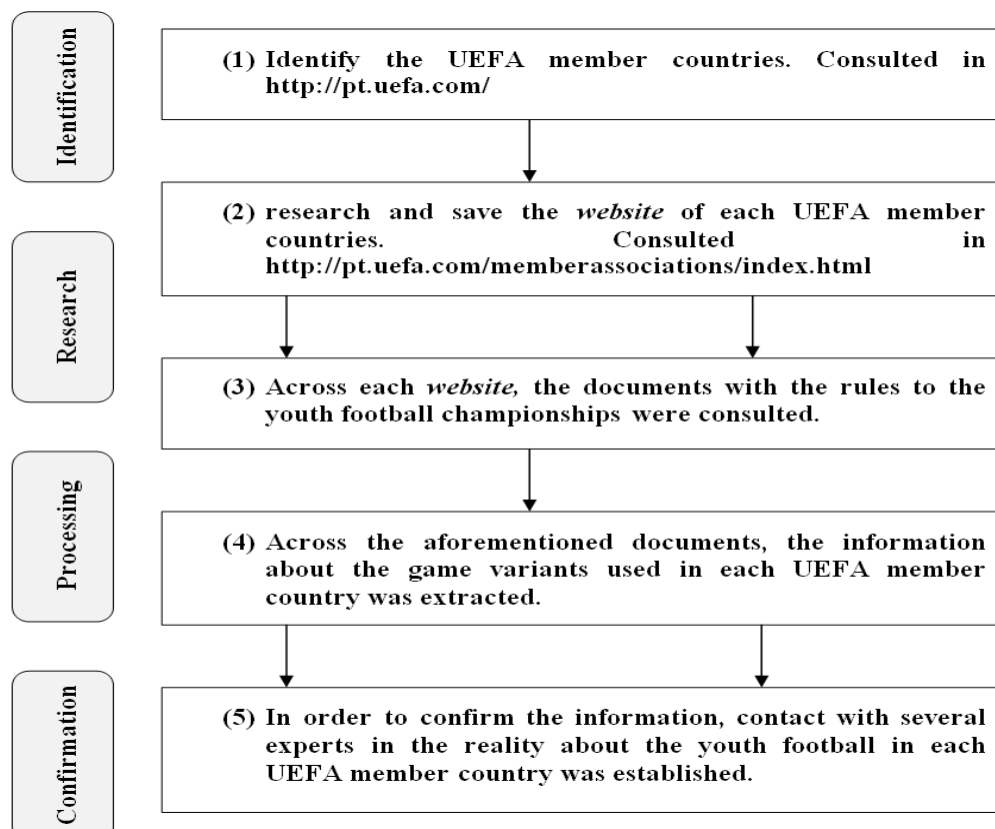 Identification
(1) Identify the UEFA member countries. Consulted in
http://pt.uefa.com/
(2) research and save the website of each UEFA member
countries. Consulted in
http://pt.uefa.com/memberassociations/index.html
Research
(3) Across each website, the documents with the rules to the
youth football championships were consulted.
Processing
(4) Across the aforementioned documents, the information
about the game variants used in each UEFA member
country was extracted.
Confirmation
(5) In order to confirm the information, contact with several
experts in the reality about the youth football in each
UEFA member country was established.